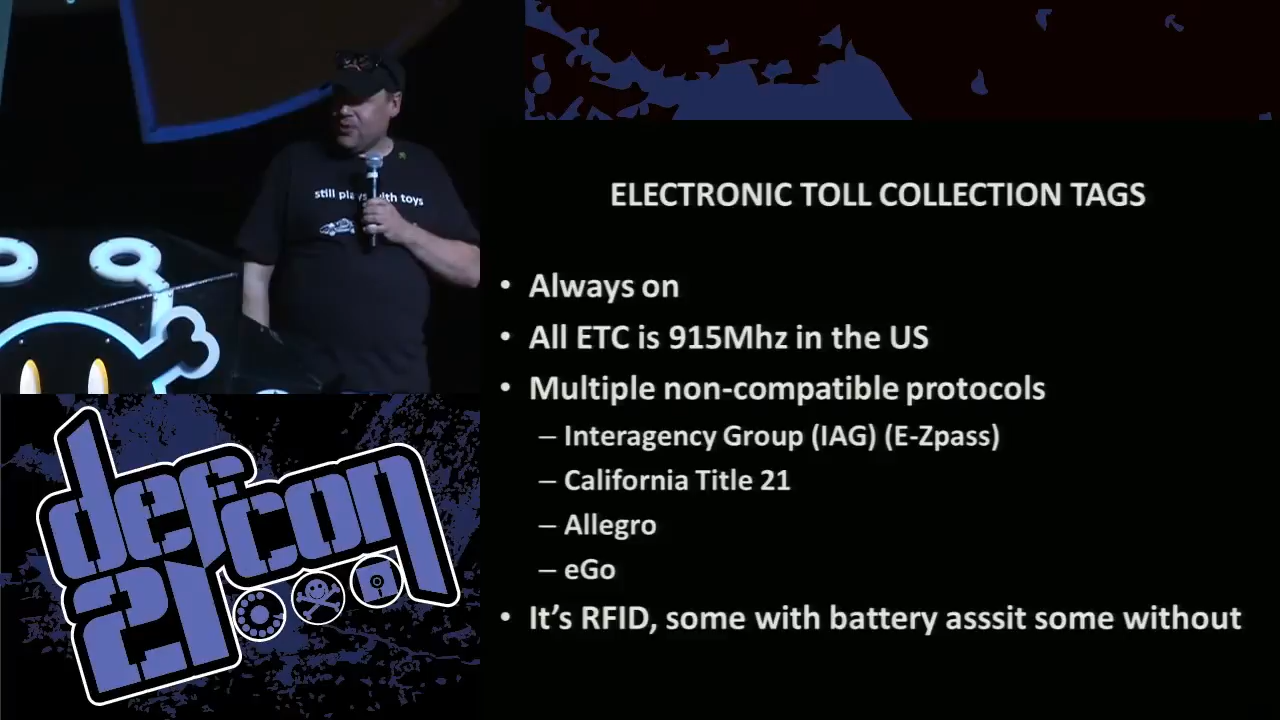 still plays with toys
ELECTRONIC TOLL COLLECTION TAGS
• Always on
• All ETC is 915Mhz in the US
• Multiple non-compatible protocols
– Interagency Group (IAG) (E-Zpass)
– California Title 21
– Allegro
– eGo
• It’s RFID, some with battery asssit some without
defcon
21